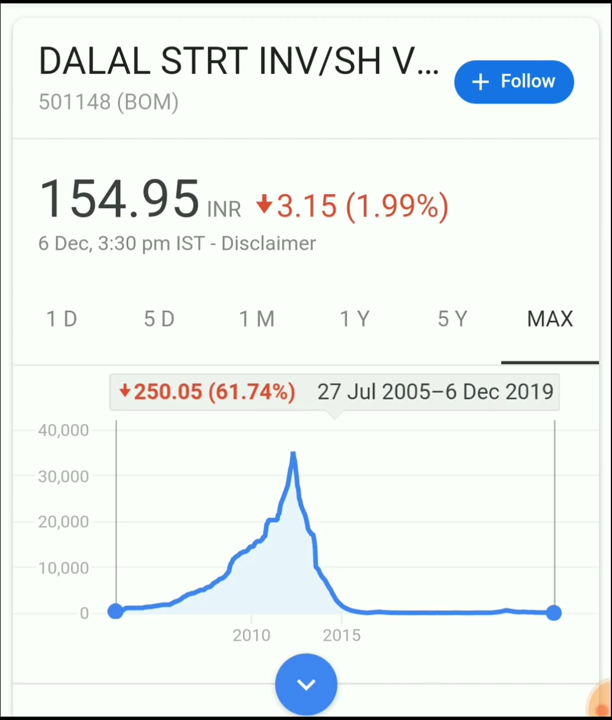 DALAL STRT INV/SH V...
+ Follow
501148 (BOM)
154.95 INR ↓3.15 (1.99%)
6 Dec, 3:30 pm IST - Disclaimer
1 D 5 D 1 M 1 Y 5 Y MAX
↓250.05 (61.74%) 27 Jul 2005–6 Dec 2019
40,000
30,000
20,000
10,000
0
2010 2015